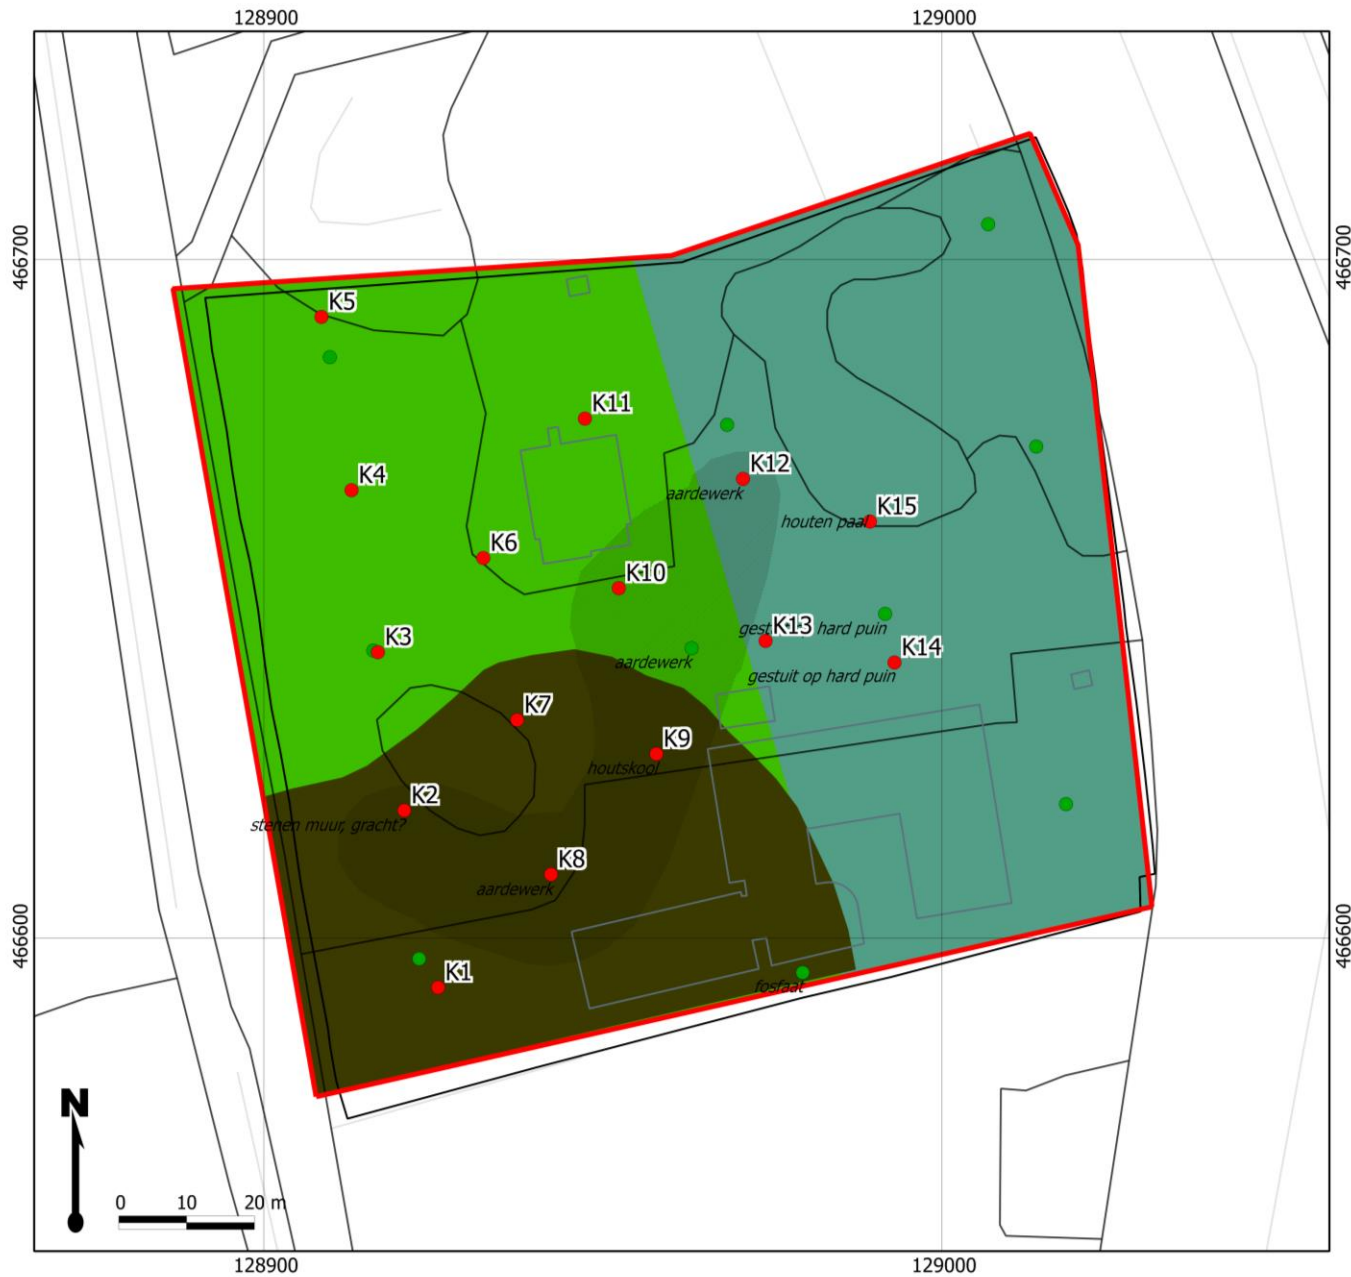 128900
129000
466700
466700
K5
K11
K4
K12
aardewerk
K15
houten paal
K6
K10
K13
gestuit op hard puin
K3
aardewerk
K14
gestuit op hard puin
K7
K9
houtskool
K2
stenen muur, gracht?
K8
aardewerk
466600
466600
K1
fosfaat
N
0 10 20 m
128900
129000